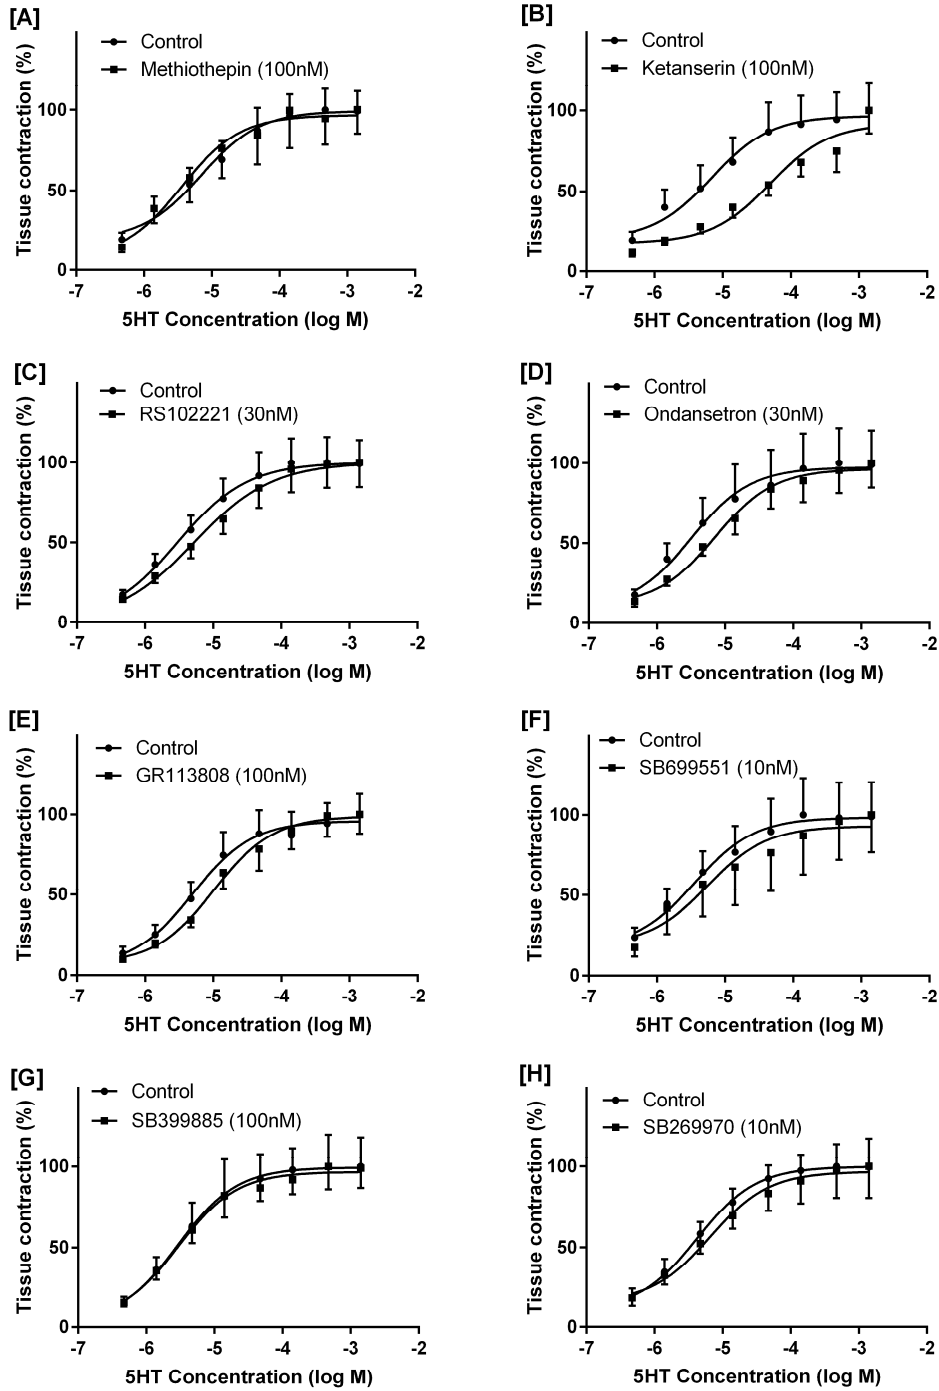 [A]
Control
Methiothepin (100nM)
Tissue contraction (%)
100
50
0
-7 -6 -5 -4 -3 -2
5HT Concentration (log M)
[B]
Control
Ketanserin (100nM)
Tissue contraction (%)
100
50
0
-7 -6 -5 -4 -3 -2
5HT Concentration (log M)
[C]
Control
RS102221 (30nM)
Tissue contraction (%)
100
50
0
-7 -6 -5 -4 -3 -2
5HT Concentration (log M)
[D]
Control
Ondansetron (30nM)
Tissue contraction (%)
100
50
0
-7 -6 -5 -4 -3 -2
5HT Concentration (log M)
[E]
Control
GR113808 (100nM)
Tissue contraction (%)
100
50
0
-7 -6 -5 -4 -3 -2
5HT Concentration (log M)
[F]
Control
SB699551 (10nM)
Tissue contraction (%)
100
50
0
-7 -6 -5 -4 -3 -2
5HT Concentration (log M)
[G]
Control
SB399885 (100nM)
Tissue contraction (%)
100
50
0
-7 -6 -5 -4 -3 -2
5HT Concentration (log M)
[H]
Control
SB269970 (10nM)
Tissue contraction (%)
100
50
0
-7 -6 -5 -4 -3 -2
5HT Concentration (log M)